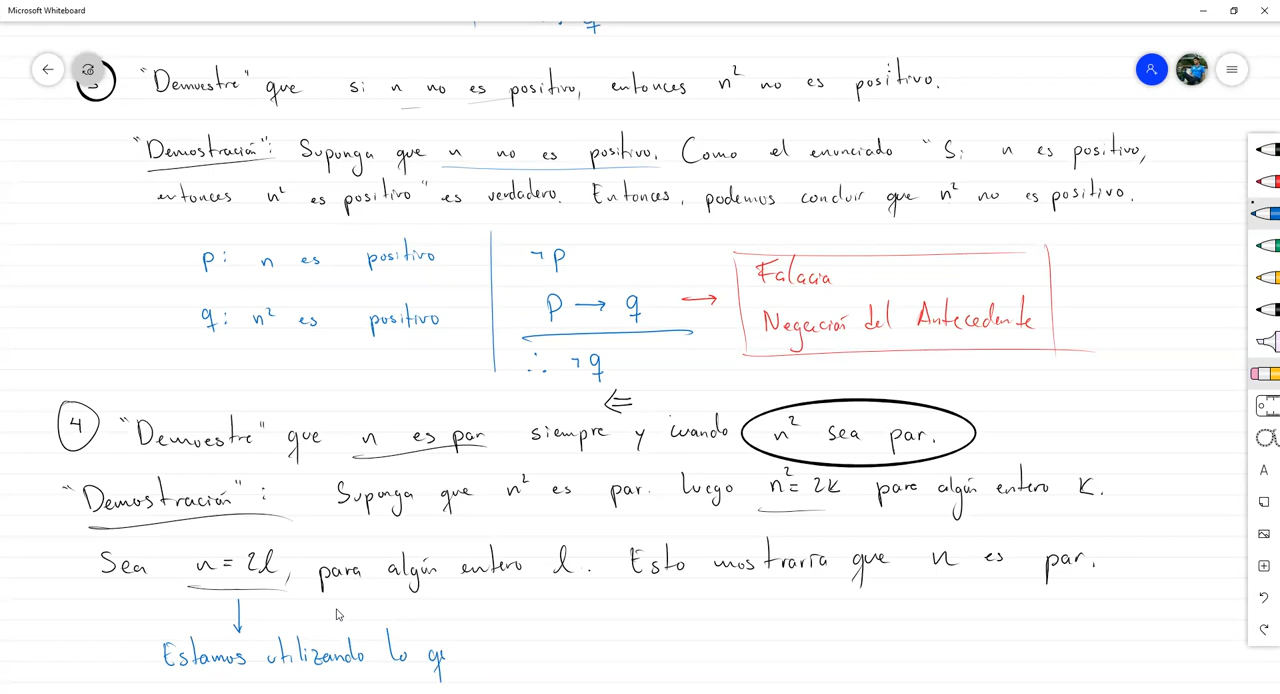 Microsoft Whiteboard
q
3 "Demuestre" que si n no es positivo, entonces n² no es positivo.
"Demostración": Suponga que n no es positivo. Como el enunciado "Si n es positivo,
entonces n² es positivo" es verdadero. Entonces, podemos concluir que n² no es positivo.
p: n es positivo
q: n² es positivo
¬p
p → q
∴ ¬q
Falacia
Negación del Antecedente
⇐
4 "Demuestre" que n es par siempre y cuando n² sea par.
"Demostración": Suponga que n² es par. Luego n² = 2k para algún entero k.
Sea n = 2l, para algún entero l. Esto mostraría que n es par.
Estamos utilizando lo qu
A